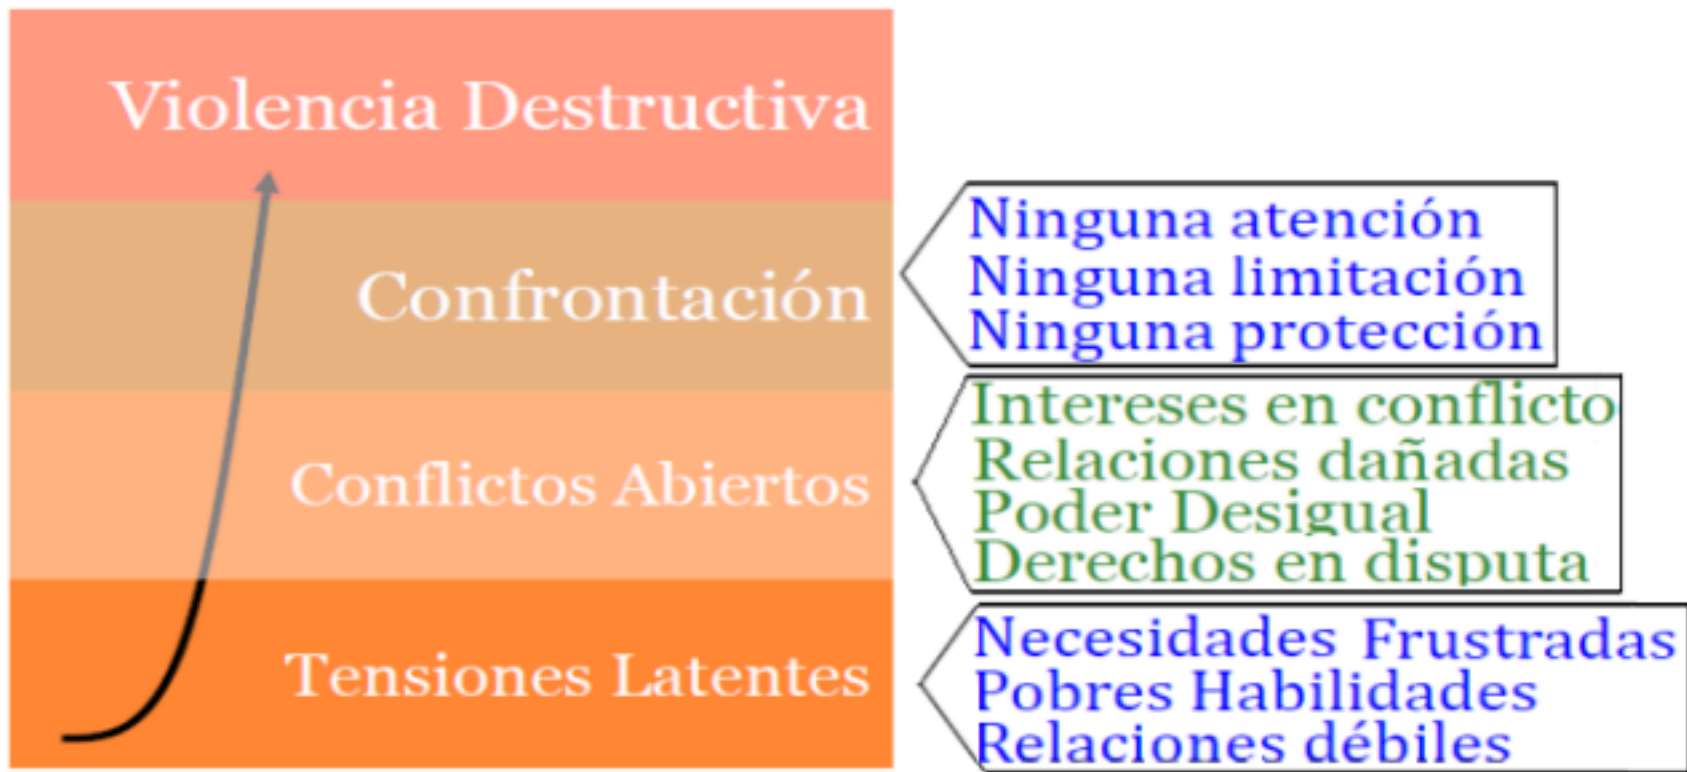 Violencia Destructiva
Confrontación
Conflictos Abiertos
Tensiones Latentes
Ninguna atención
Ninguna limitación
Ninguna protección
Intereses en conflicto
Relaciones dañadas
Poder Desigual
Derechos en disputa
Necesidades Frustradas
Pobres Habilidades
Relaciones débiles